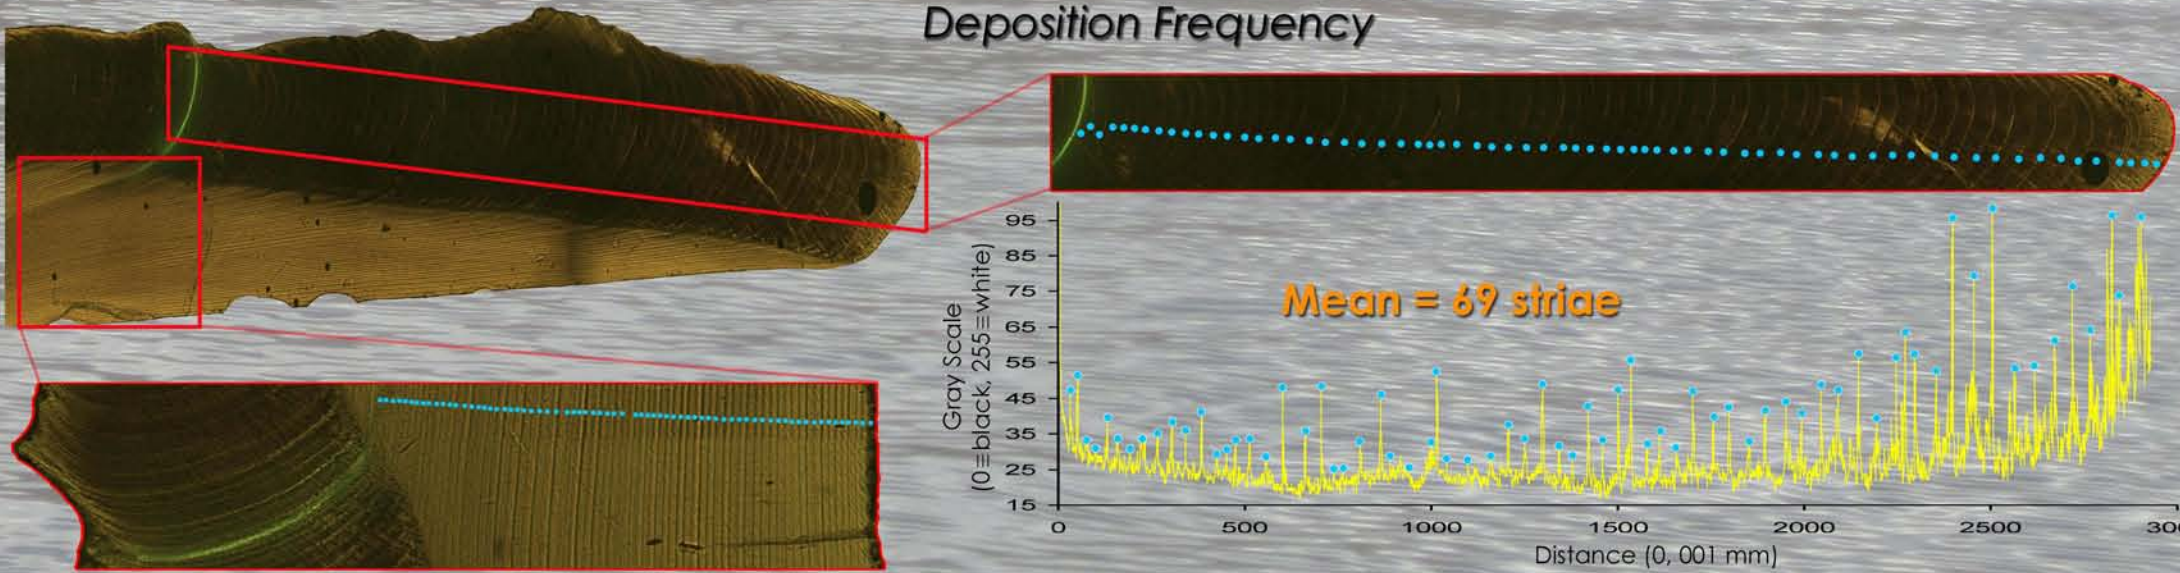 Deposition Frequency
Gray Scale
(0≡black, 255≡white)
95
85
75
65
55
45
35
25
15
Mean = 69 striae
0 500 1000 1500 2000 2500
Distance (0, 001 mm)